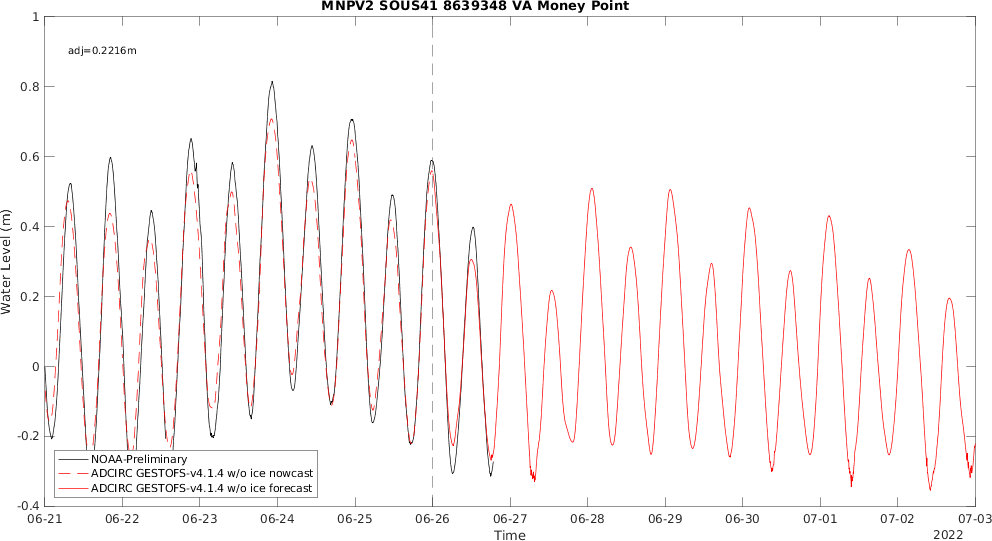 MNPV2 SOUS41 8639348 VA Money Point
adj=0.2216m
Water Level (m)
1
0.8
0.6
0.4
0.2
0
-0.2
-0.4
NOAA-Preliminary
ADCIRC GESTOFS-v4.1.4 w/o ice nowcast
ADCIRC GESTOFS-v4.1.4 w/o ice forecast
06-21 06-22 06-23 06-24 06-25 06-26 06-27 06-28 06-29 06-30 07-01 07-02 07-03
Time
2022